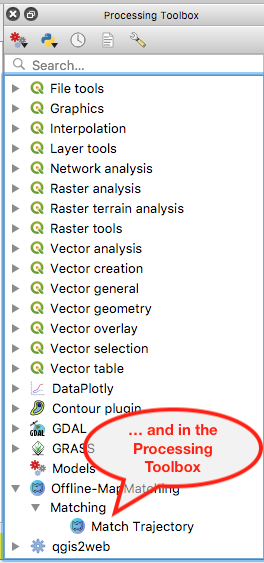 Processing Toolbox
Search...
File tools
Graphics
Interpolation
Layer tools
Network analysis
Raster analysis
Raster terrain analysis
Raster tools
Vector analysis
Vector creation
Vector general
Vector geometry
Vector overlay
Vector selection
Vector table
DataPlotly
Contour plugin
GDAL
GRASS
Models
... and in the
Processing
Toolbox
Offline-MapMatching
Matching
Match Trajectory
qgis2web